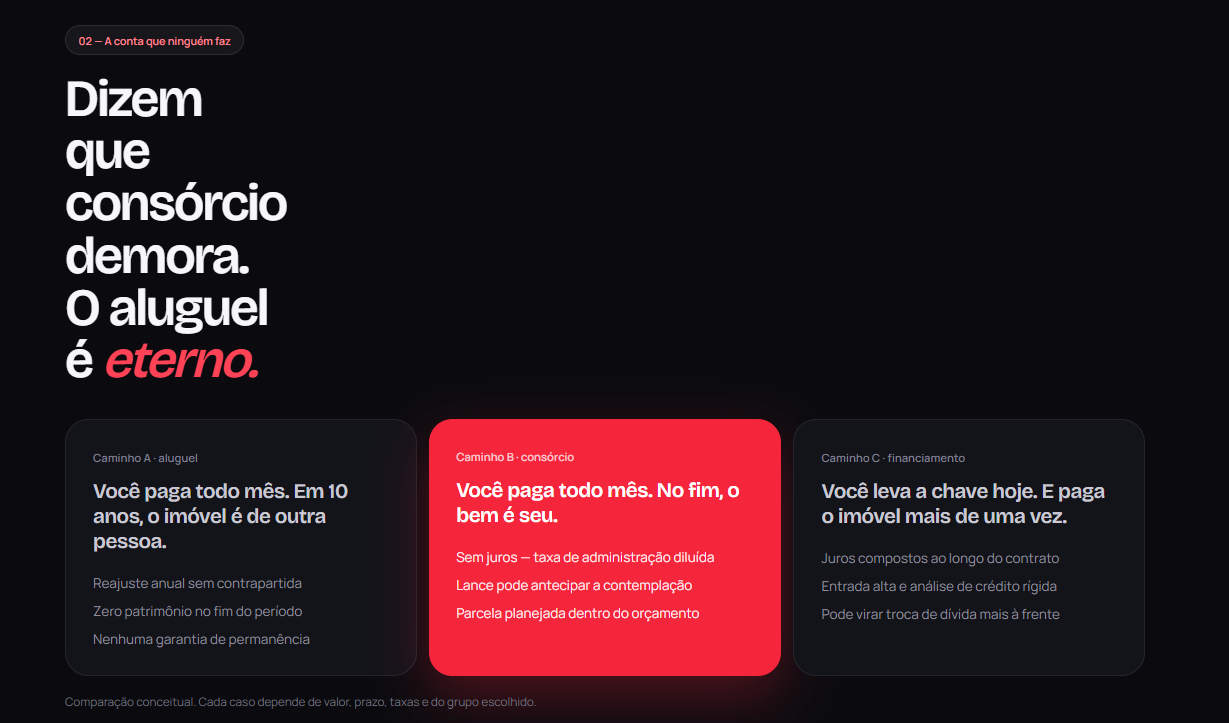 02 — A conta que ninguém faz
Dizem
que
consórcio
demora.
O aluguel
é eterno.
Caminho A · aluguel
Você paga todo mês. Em 10
anos, o imóvel é de outra
pessoa.
Reajuste anual sem contrapartida
Zero patrimônio no fim do período
Nenhuma garantia de permanência
Caminho B · consórcio
Você paga todo mês. No fim, o
bem é seu.
Sem juros — taxa de administração diluída
Lance pode antecipar a contemplação
Parcela planejada dentro do orçamento
Caminho C · financiamento
Você leva a chave hoje. E paga
o imóvel mais de uma vez.
Juros compostos ao longo do contrato
Entrada alta e análise de crédito rígida
Pode virar troca de dívida mais à frente
Comparação conceitual. Cada caso depende de valor, prazo, taxas e do grupo escolhido.